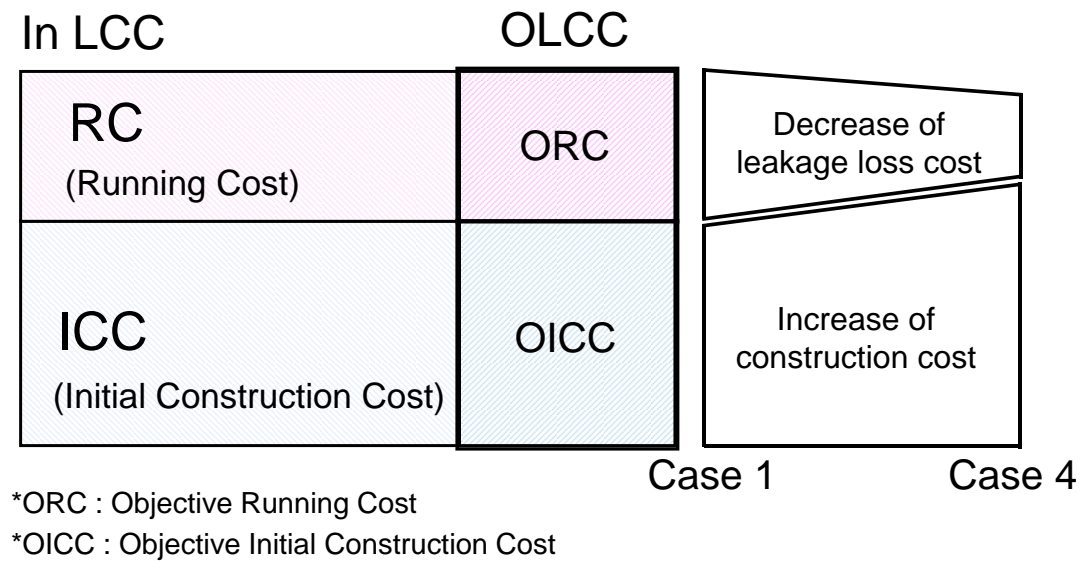 In LCC
OLCC
RC
(Running Cost)
ORC
Decrease of
leakage loss cost
ICC
(Initial Construction Cost)
OICC
Increase of
construction cost
Case 1
Case 4
*ORC : Objective Running Cost
*OICC : Objective Initial Construction Cost